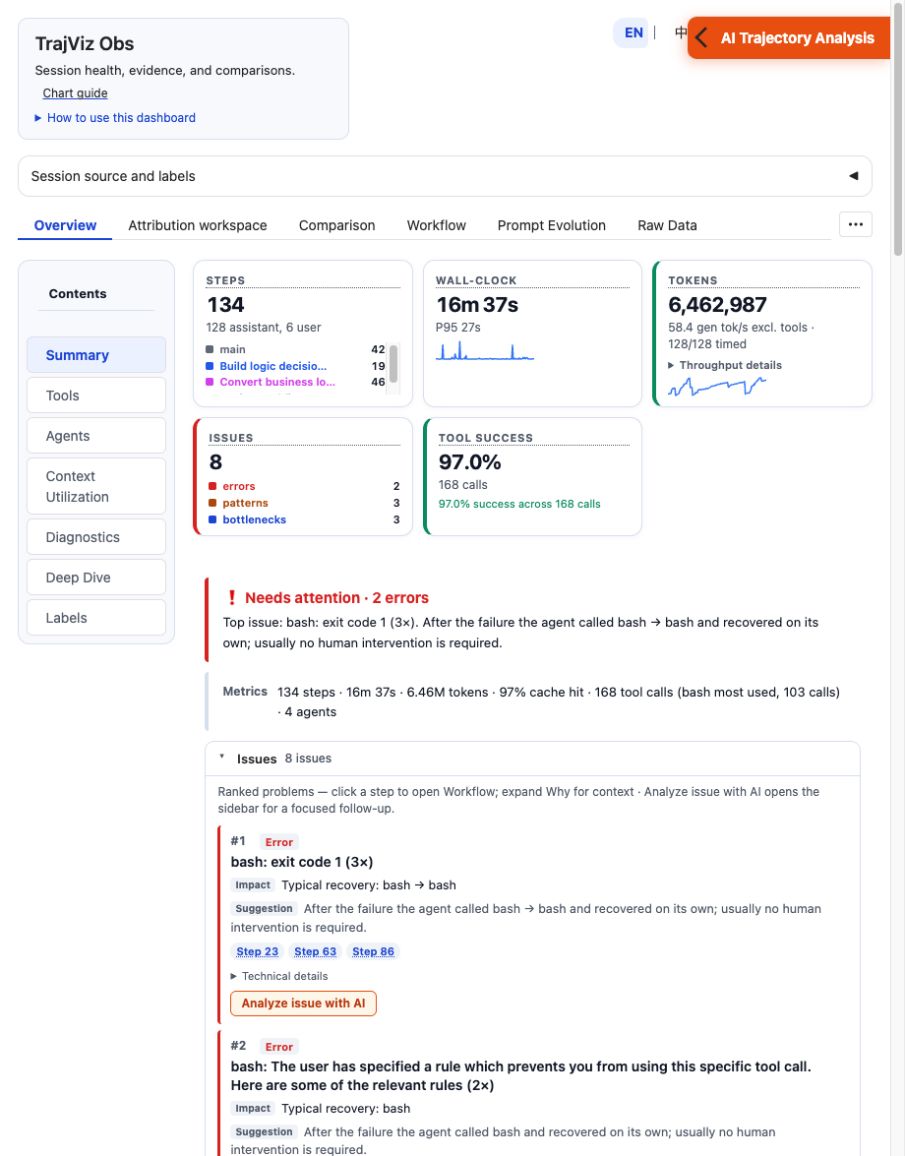 TrajViz Obs
Session health, evidence, and comparisons.
Chart guide
▶ How to use this dashboard
EN | 中
AI Trajectory Analysis
Session source and labels
Overview
Attribution workspace
Comparison
Workflow
Prompt Evolution
Raw Data
...
Contents
Summary
Tools
Agents
Context
Utilization
Diagnostics
Deep Dive
Labels
STEPS
134
128 assistant, 6 user
main 42
Build logic decisio... 19
Convert business lo... 46
WALL-CLOCK
16m 37s
P95 27s
TOKENS
6,462,987
58.4 gen tok/s excl. tools ·
128/128 timed
▶ Throughput details
ISSUES
8
errors 2
patterns 3
bottlenecks 3
TOOL SUCCESS
97.0%
168 calls
97.0% success across 168 calls
! Needs attention · 2 errors
Top issue: bash: exit code 1 (3×). After the failure the agent called bash → bash and recovered on its
own; usually no human intervention is required.
Metrics 134 steps · 16m 37s · 6.46M tokens · 97% cache hit · 168 tool calls (bash most used, 103 calls)
· 4 agents
Issues 8 issues
Ranked problems — click a step to open Workflow; expand Why for context · Analyze issue with AI opens the
sidebar for a focused follow-up.
#1 Error
bash: exit code 1 (3×)
Impact Typical recovery: bash → bash
Suggestion After the failure the agent called bash → bash and recovered on its own; usually no human
intervention is required.
Step 23 Step 63 Step 86
▶ Technical details
Analyze issue with AI
#2 Error
bash: The user has specified a rule which prevents you from using this specific tool call.
Here are some of the relevant rules (2×)
Impact Typical recovery: bash
Suggestion After the failure the agent called bash and recovered on its own; usually no human
intervention is required.